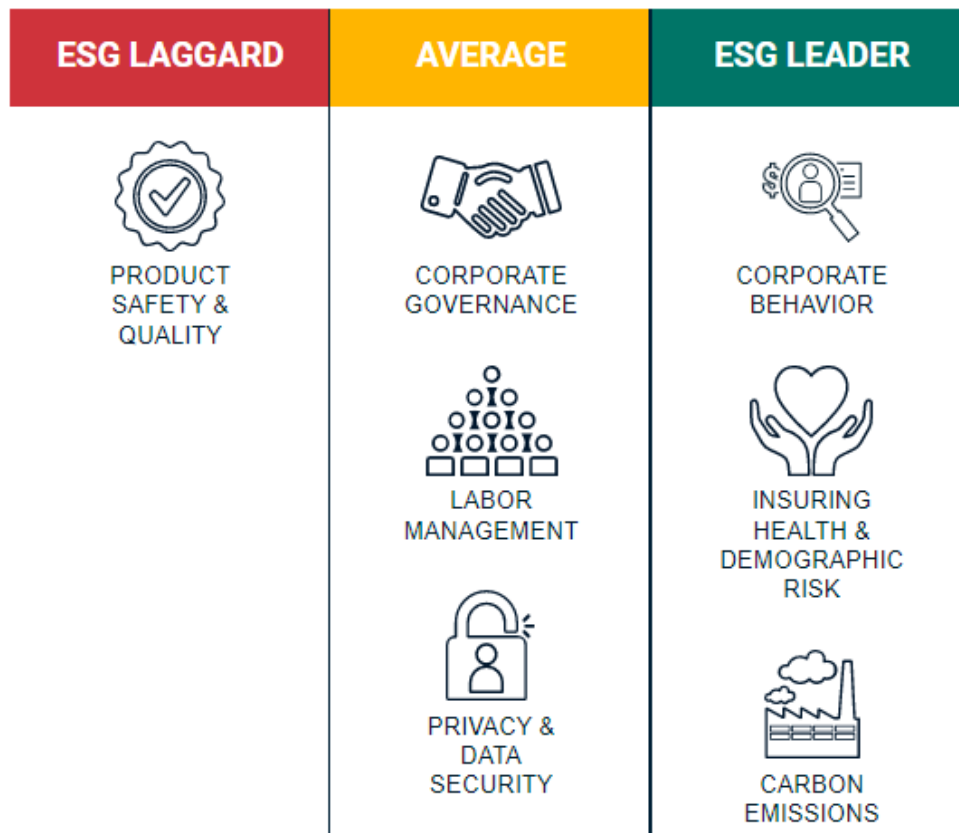 ESG LAGGARD
AVERAGE
ESG LEADER
PRODUCT
SAFETY &
QUALITY
CORPORATE
GOVERNANCE
CORPORATE
BEHAVIOR
LABOR
MANAGEMENT
INSURING
HEALTH &
DEMOGRAPHIC
RISK
PRIVACY &
DATA
SECURITY
CARBON
EMISSIONS